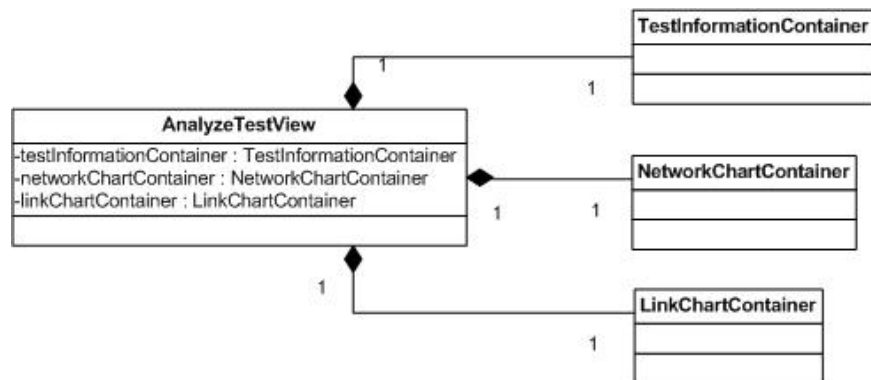 TestInformationContainer
1
1
AnalyzeTestView
-testInformationContainer : TestInformationContainer
-networkChartContainer : NetworkChartContainer
-linkChartContainer : LinkChartContainer
NetworkChartContainer
1
1
1
LinkChartContainer
1